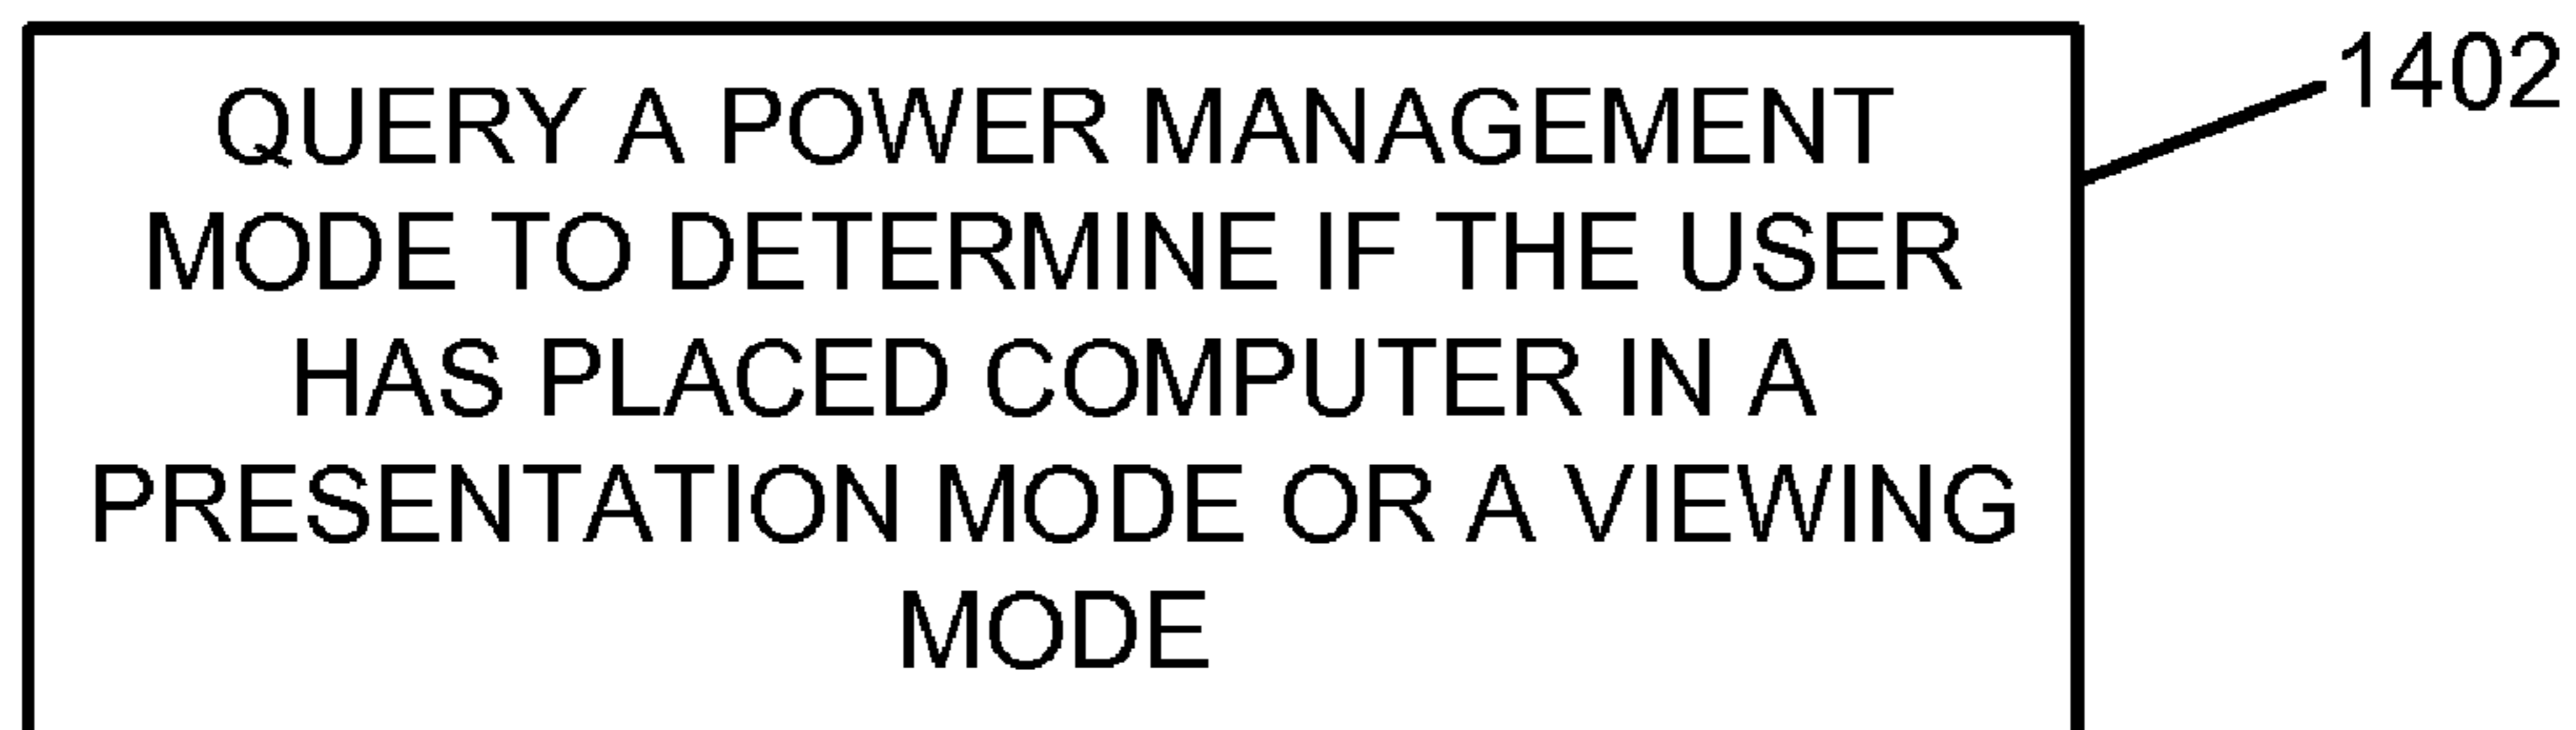 QUERY A POWER MANAGEMENT
MODE TO DETERMINE IF THE USER
HAS PLACED COMPUTER IN A
PRESENTATION MODE OR A VIEWING
MODE
1402